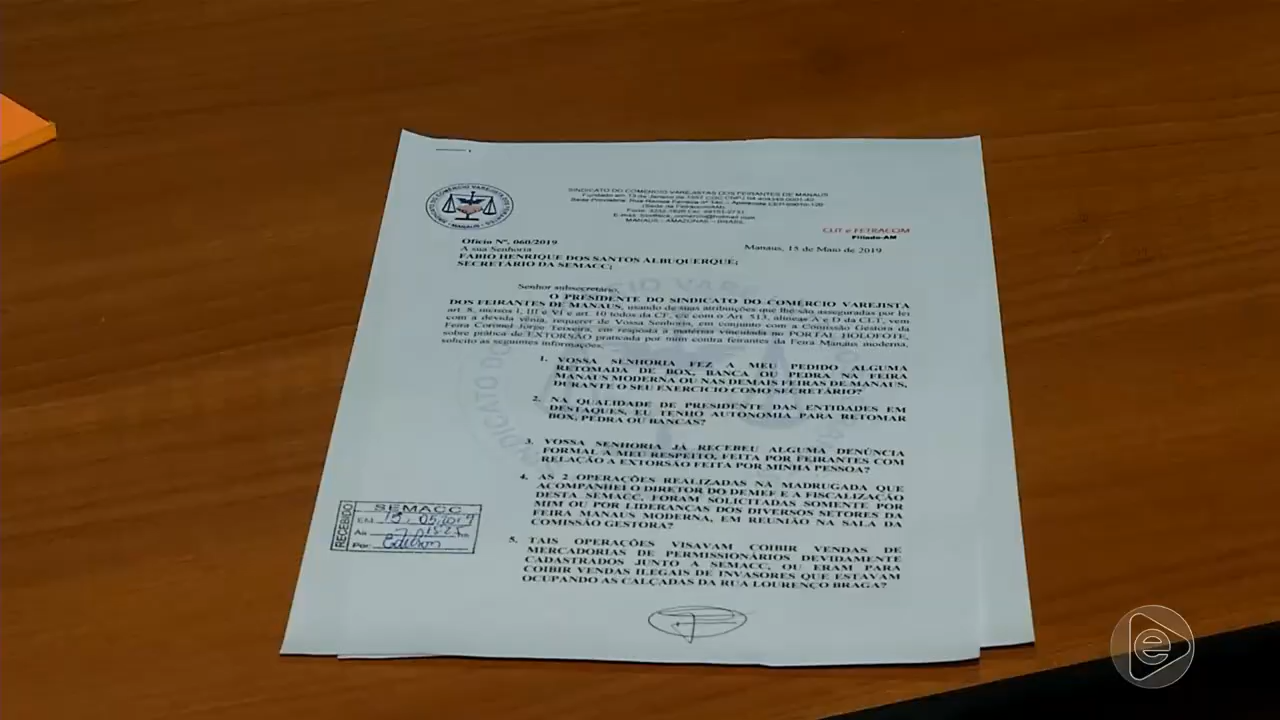 SINDICATO DO COMERCIO VAREJISTAS DOS FEIRANTES DE MANAUS
MANAUS - AMAZONAS - BRASIL
CUT e FETRACOM
Filiado-AM
Oficio Nº. 060/2019
Manaus, 15 de Maio de 2019
A sua Senhoria
FABIO HENRIQUE DOS SANTOS ALBUQUERQUE;
SECRETÁRIO DA SEMACC;
Senhor subsecretário,
O PRESIDENTE DO SINDICATO DO COMÉRCIO VAREJISTA
DOS FEIRANTES DE MANAUS, usando de suas atribuições que lhe são asseguradas por lei
art. 8, incisos I, III e VI e art. 10 todos da CF, c/c com o Art. 513, alíneas A e D da CLT, vem
com a devida vênia, requerer de Vossa Senhoria, em conjunto com a Comissão Gestora da
Feira Coronel Jorge Teixeira, em resposta a matérias vinculada no PORTAL HOLOFOTE,
sobre prática de EXTORSÃO praticada por mim contra feirantes da Feira Manaus moderna,
solicito as seguintes informações;
1. VOSSA SENHORIA FEZ A MEU PEDIDO ALGUMA
RETOMADA DE BOX, BANCA OU PEDRA NA FEIRA
MANAUS MODERNA OU NAS DEMAIS FEIRAS DE MANAUS,
DURANTE O SEU EXERCÍCIO COMO SECRETÁRIO?
2. NA QUALIDADE DE PRESIDENTE DAS ENTIDADES EM
DESTAQUES, EU TENHO AUTONOMIA PARA RETOMAR
BOX, PEDRA OU BANCAS?
3. VOSSA SENHORIA JÁ RECEBEU ALGUMA DENÚNCIA
FORMAL A MEU RESPEITO, FEITA POR FEIRANTES COM
RELAÇÃO A EXTORSÃO FEITA POR MINHA PESSOA?
4. AS 2 OPERAÇÕES REALIZADAS NA MADRUGADA QUE
ACOMPANHEI O DIRETOR DO DEMEF E A FISCALIZAÇÃO
DESTA SEMACC, FORAM SOLICITADAS SOMENTE POR
MIM OU POR LIDERANÇAS DOS DIVERSOS SETORES DA
FEIRA MANAUS MODERNA, EM REUNIÃO NA SALA DA
COMISSÃO GESTORA?
5. TAIS OPERAÇÕES VISAVAM COIBIR VENDAS DE
MERCADORIAS DE PERMISSIONÁRIOS DEVIDAMENTE
CADASTRADOS JUNTO A SEMACC, OU ERAM PARA
COIBIR VENDAS ILEGAIS DE INVASORES QUE ESTAVAM
OCUPANDO AS CALÇADAS DA RUA LOURENÇO BRAGA?
RECEBIDO
SEMACC
EM
Às hs
Por: Edilson
e